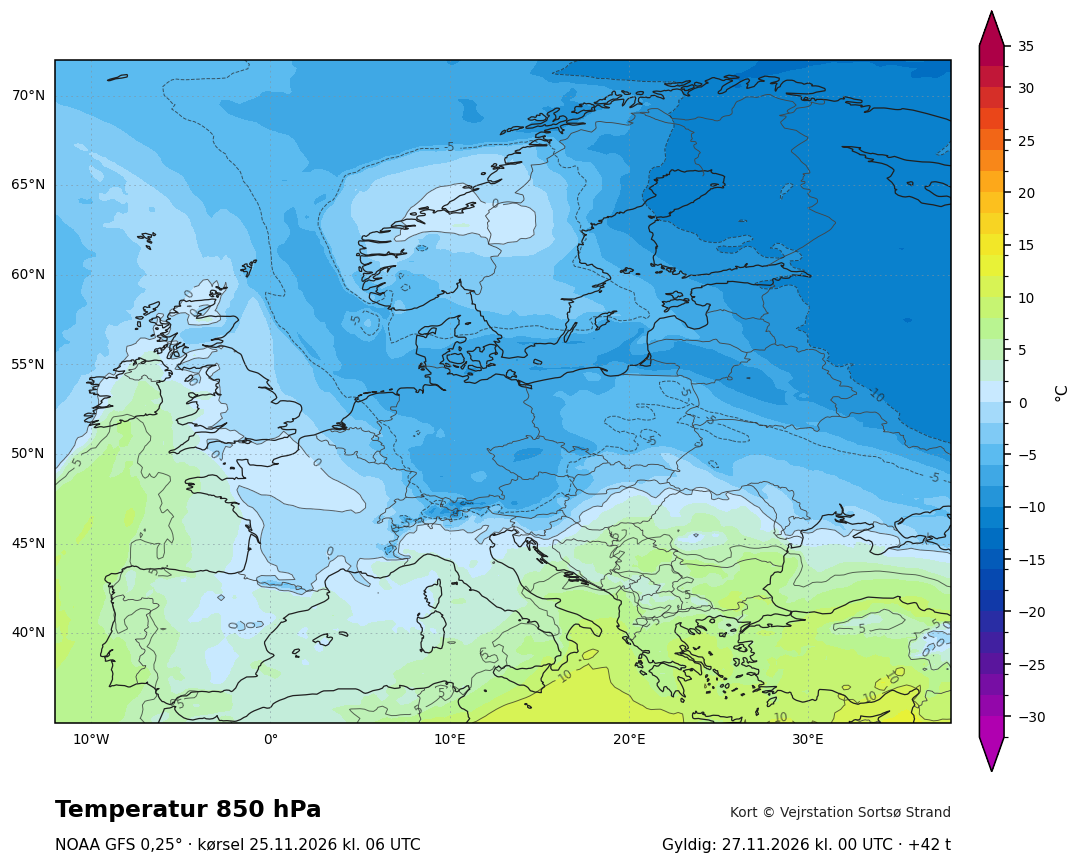 70°N
65°N
60°N
55°N
50°N
45°N
40°N
10°W
0°
10°E
20°E
30°E
35
30
25
20
15
10
5
0
−5
−10
−15
−20
−25
−30
°C
Temperatur 850 hPa
Kort © Vejrstation Sortsø Strand
NOAA GFS 0,25° · kørsel 25.11.2026 kl. 06 UTC
Gyldig: 27.11.2026 kl. 00 UTC · +42 t